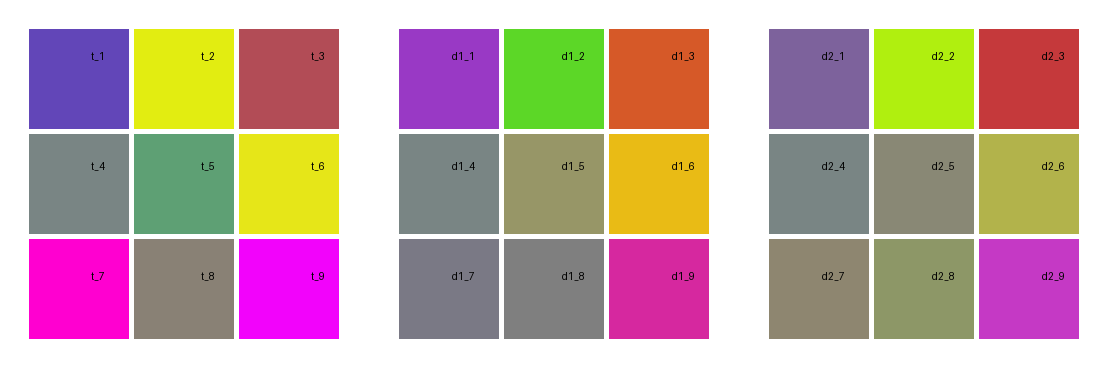 t_1 t_2 t_3 d1_1 d1_2 d1_3 d2_1 d2_2 d2_3
t_4 t_5 t_6 d1_4 d1_5 d1_6 d2_4 d2_5 d2_6
t_7 t_8 t_9 d1_7 d1_8 d1_9 d2_7 d2_8 d2_9